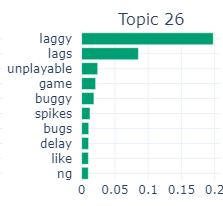 Topic 26
laggy
lags
unplayable
game
buggy
spikes
bugs
delay
like
ng
0 0.05 0.1 0.15 0.2